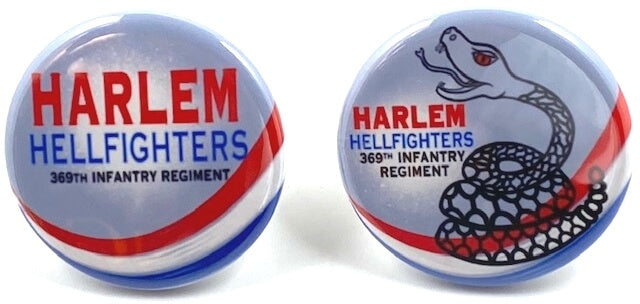 HARLEM
HELLFIGHTERS
369TH INFANTRY REGIMENT
HARLEM
HELLFIGHTERS
369TH INFANTRY
REGIMENT